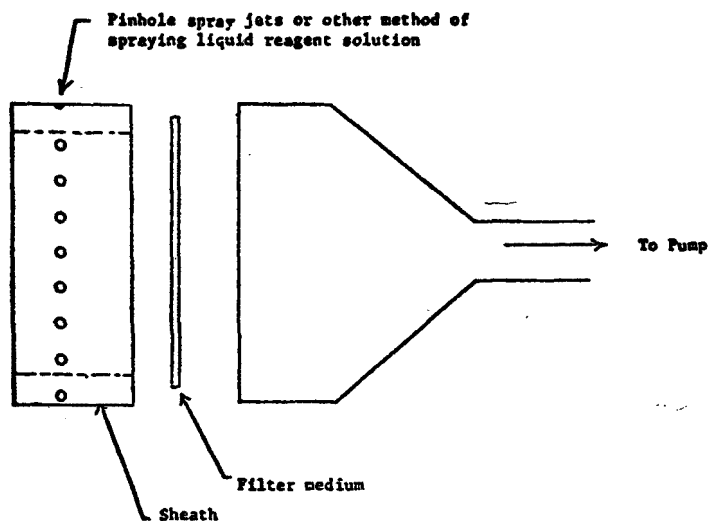 Pinhole spray jets or other method of
spraying liquid reagent solution
To Pump
Filter medium
Sheath